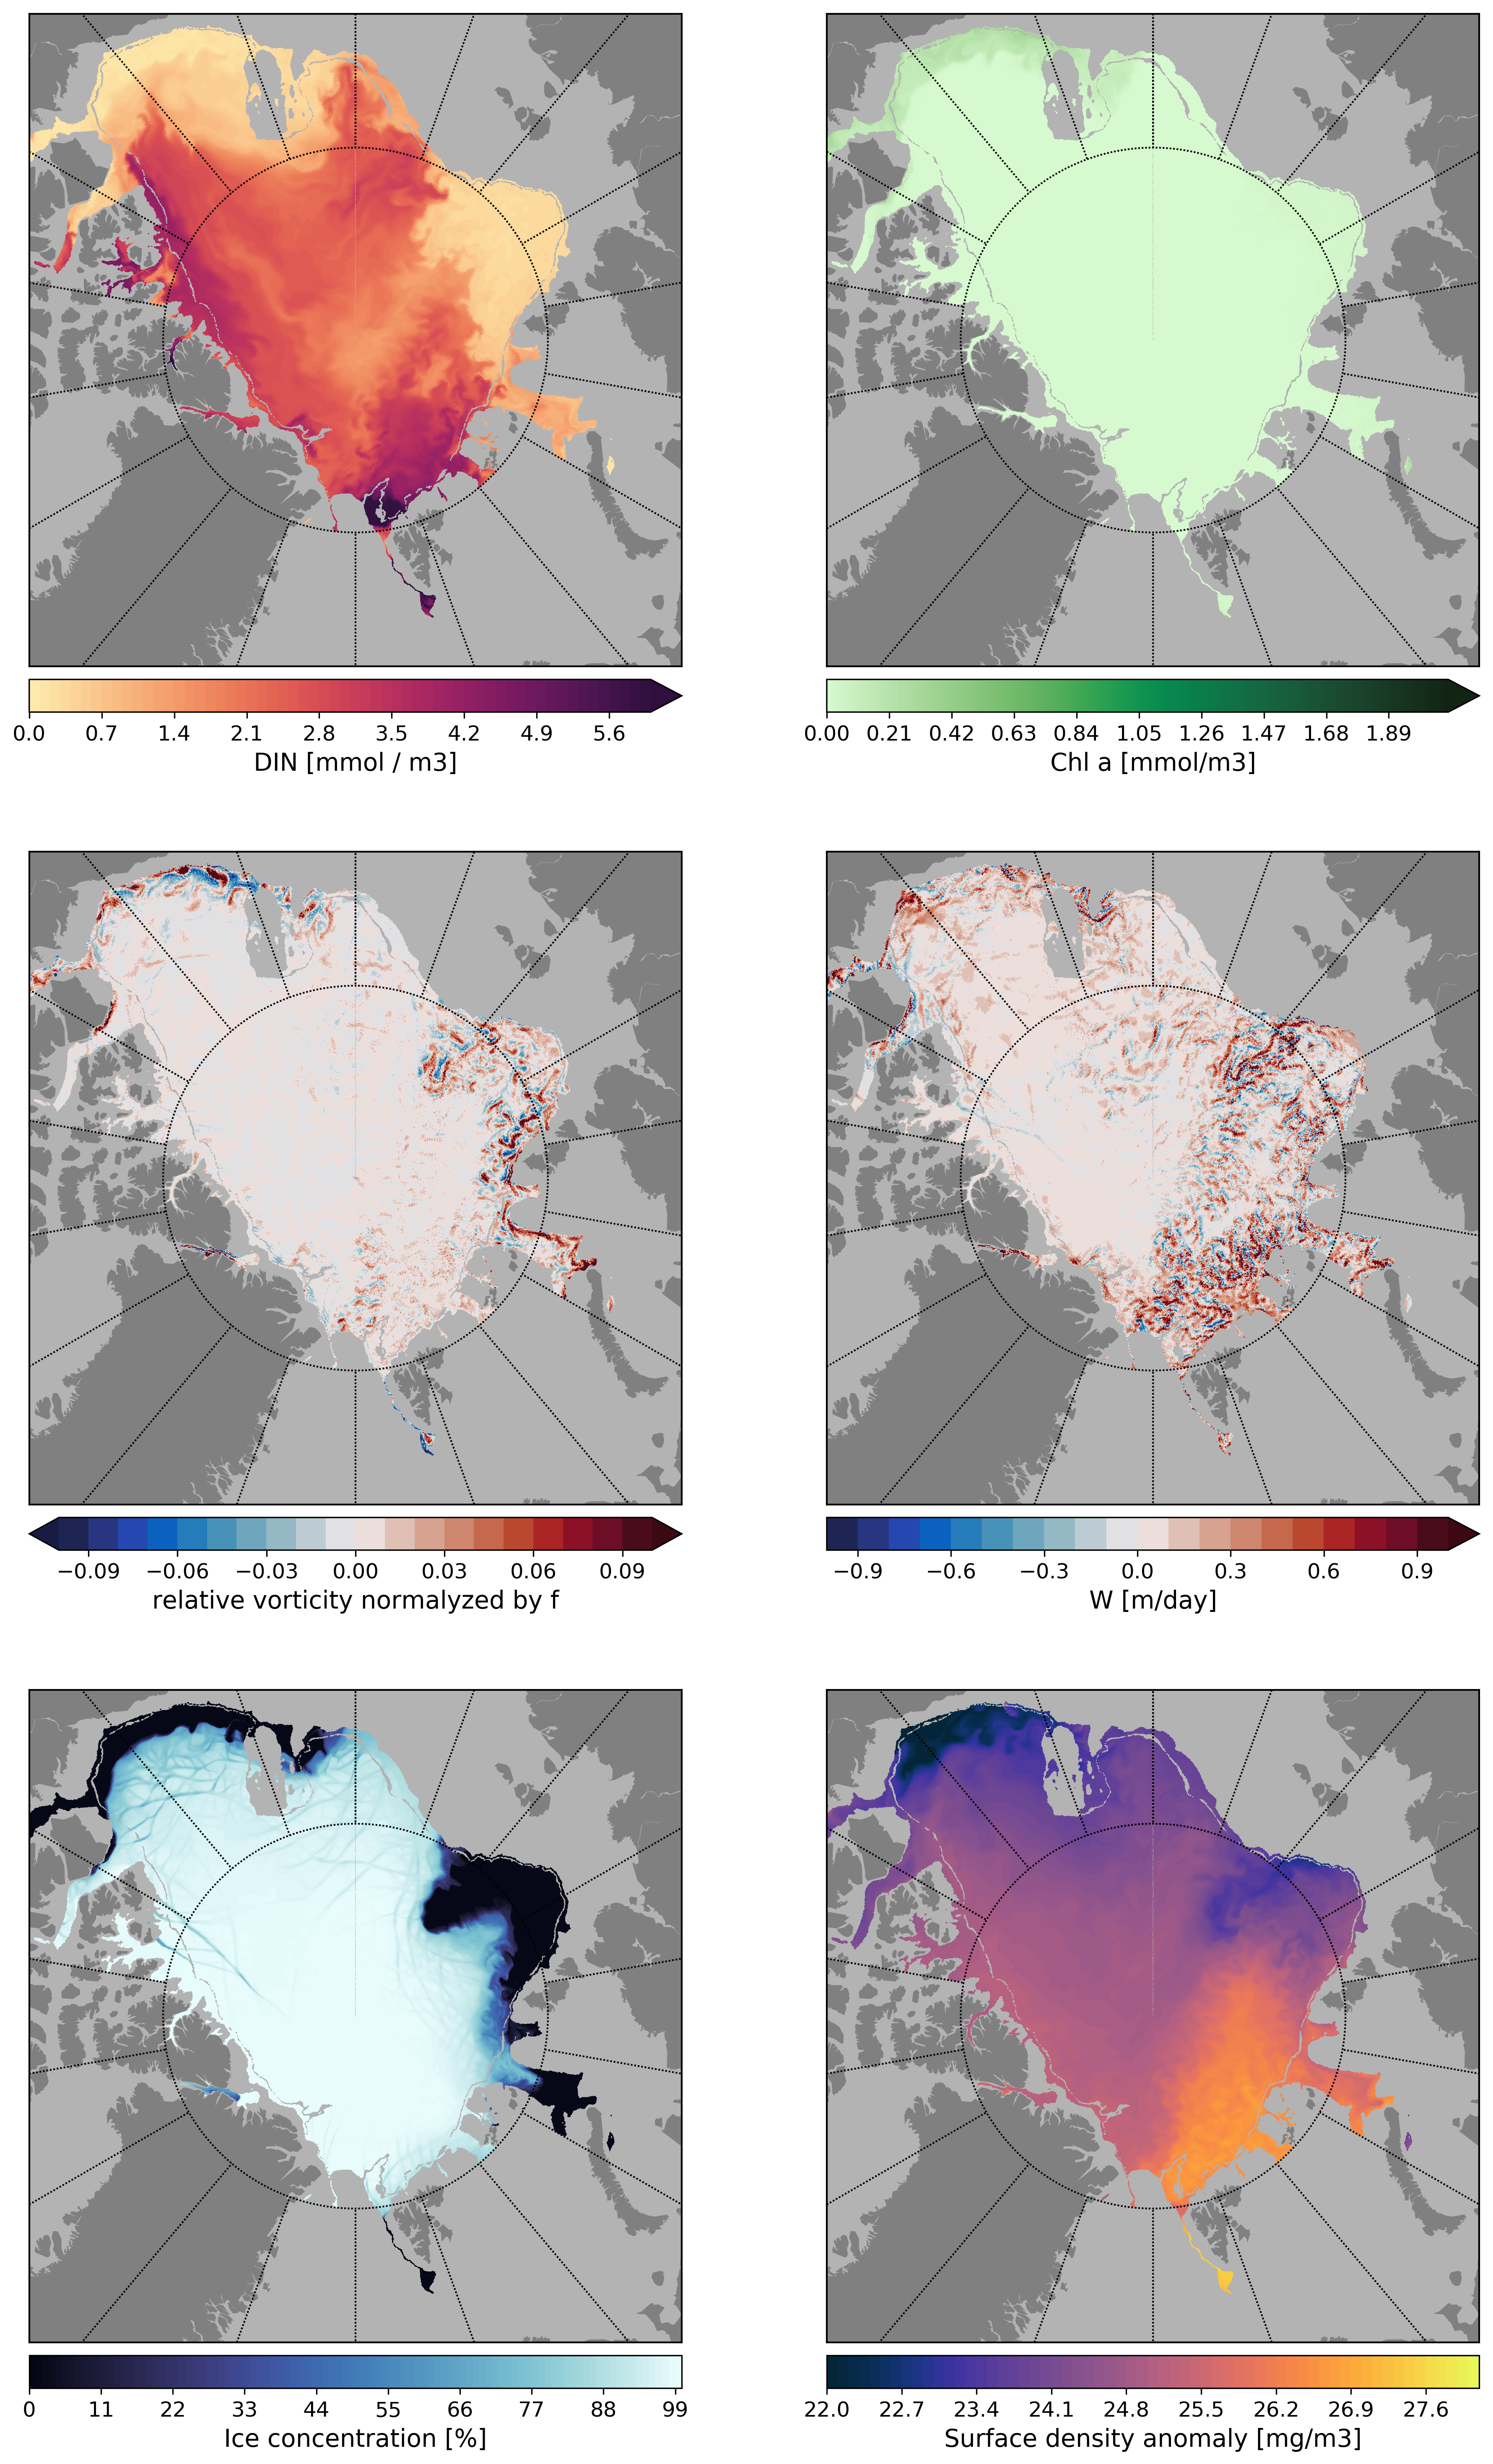 0.0 0.7 1.4 2.1 2.8 3.5 4.2 4.9 5.6
DIN [mmol / m3]
0.00 0.21 0.42 0.63 0.84 1.05 1.26 1.47 1.68 1.89
Chl a [mmol/m3]
−0.09 −0.06 −0.03 0.00 0.03 0.06 0.09
relative vorticity normalyzed by f
−0.9 −0.6 −0.3 0.0 0.3 0.6 0.9
W [m/day]
0 11 22 33 44 55 66 77 88 99
Ice concentration [%]
22.0 22.7 23.4 24.1 24.8 25.5 26.2 26.9 27.6
Surface density anomaly [mg/m3]